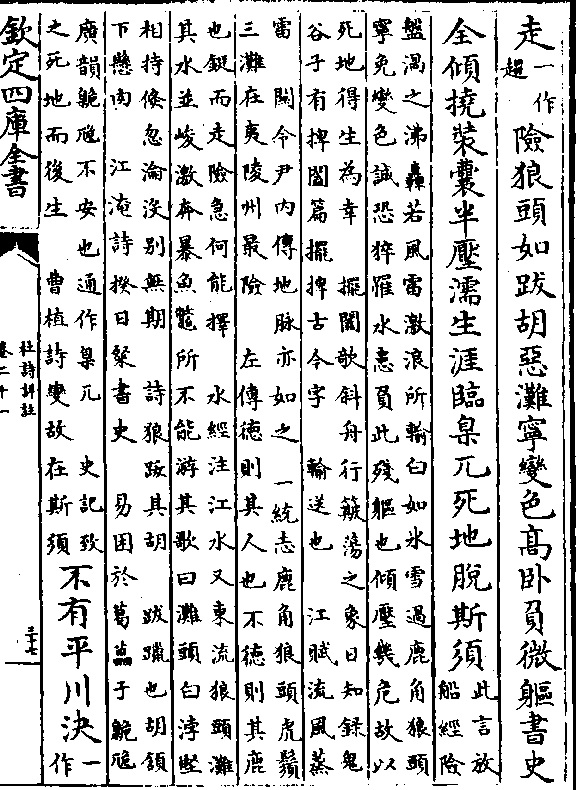 走
一作
趨
險狼頭如跋胡惡灘寧變色高卧負微軀書史
全傾撓裝囊半壓濡生涯臨臬兀死地脫斯須
此言放
船經險
盤渦之沸轟若風雷激浪所輸白如氷雪過鹿角狼頭
寧免變色誠恐猝罹水患負此殘軀也傾壓幾危故以
死地得生為幸 擺闔欹斜舟行簸蕩之象日知錄鬼
谷子有捭闔篇擺捭古今字 輸送也 江賦流風蒸
雷 關令尹内傳地脉亦如之 一統志鹿角狼頭虎鬚
三灘在夷陵州最險 左傳德則其人也不德則其鹿
也鋌而走險急何能擇 水經注江水又東流狼頭灘
其水並峻激奔暴魚鼈所不能游其歌曰灘頭白浡堅
相持倏忽淪没别無期 詩狼跋其胡 跋躐也胡頷
下懸肉 江淹詩揆日粲書史 易困於葛藟于臲卼
廣韻臲卼不安也通作臬兀 史記致
之死地而後生 曹植詩變故在斯須
不有平川決
一
作
欽定四庫全書
杜詩詳註
卷二十一
三十七